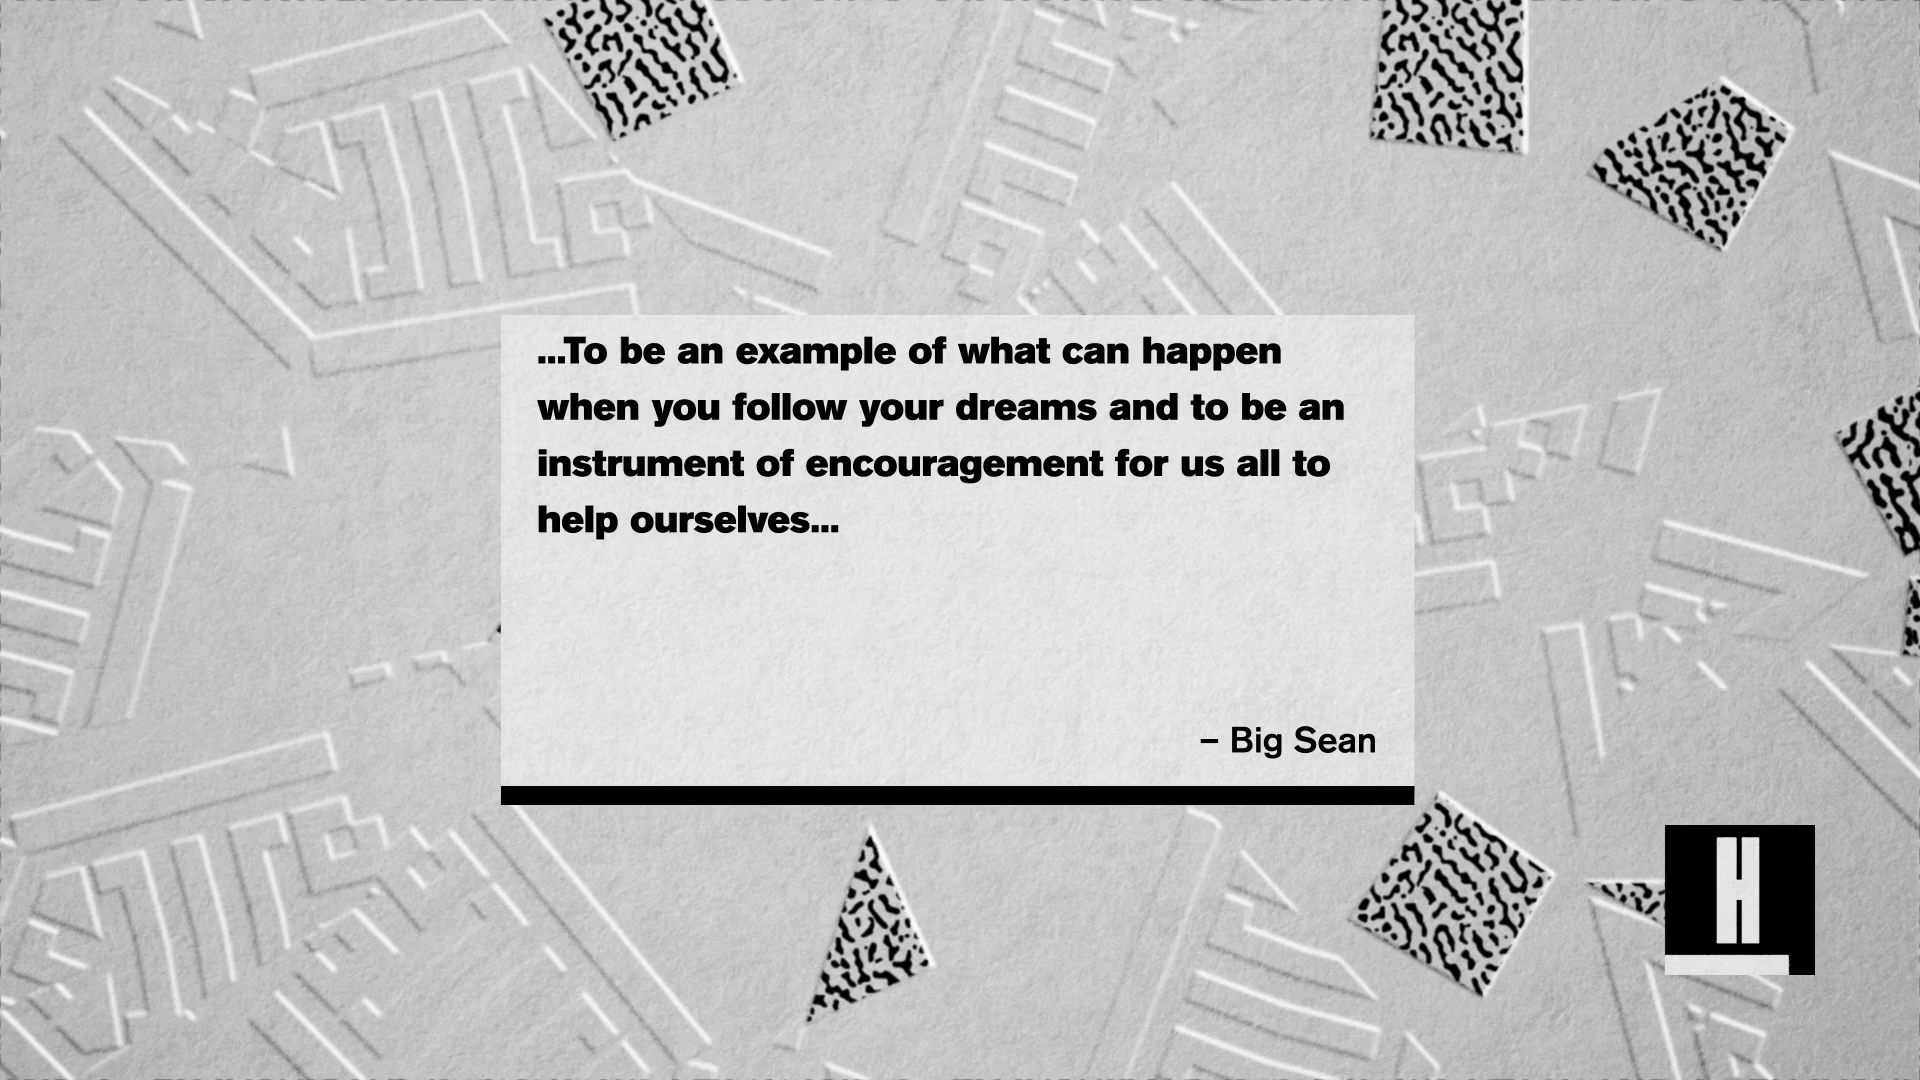 ...To be an example of what can happen
when you follow your dreams and to be an
instrument of encouragement for us all to
help ourselves...
– Big Sean
H